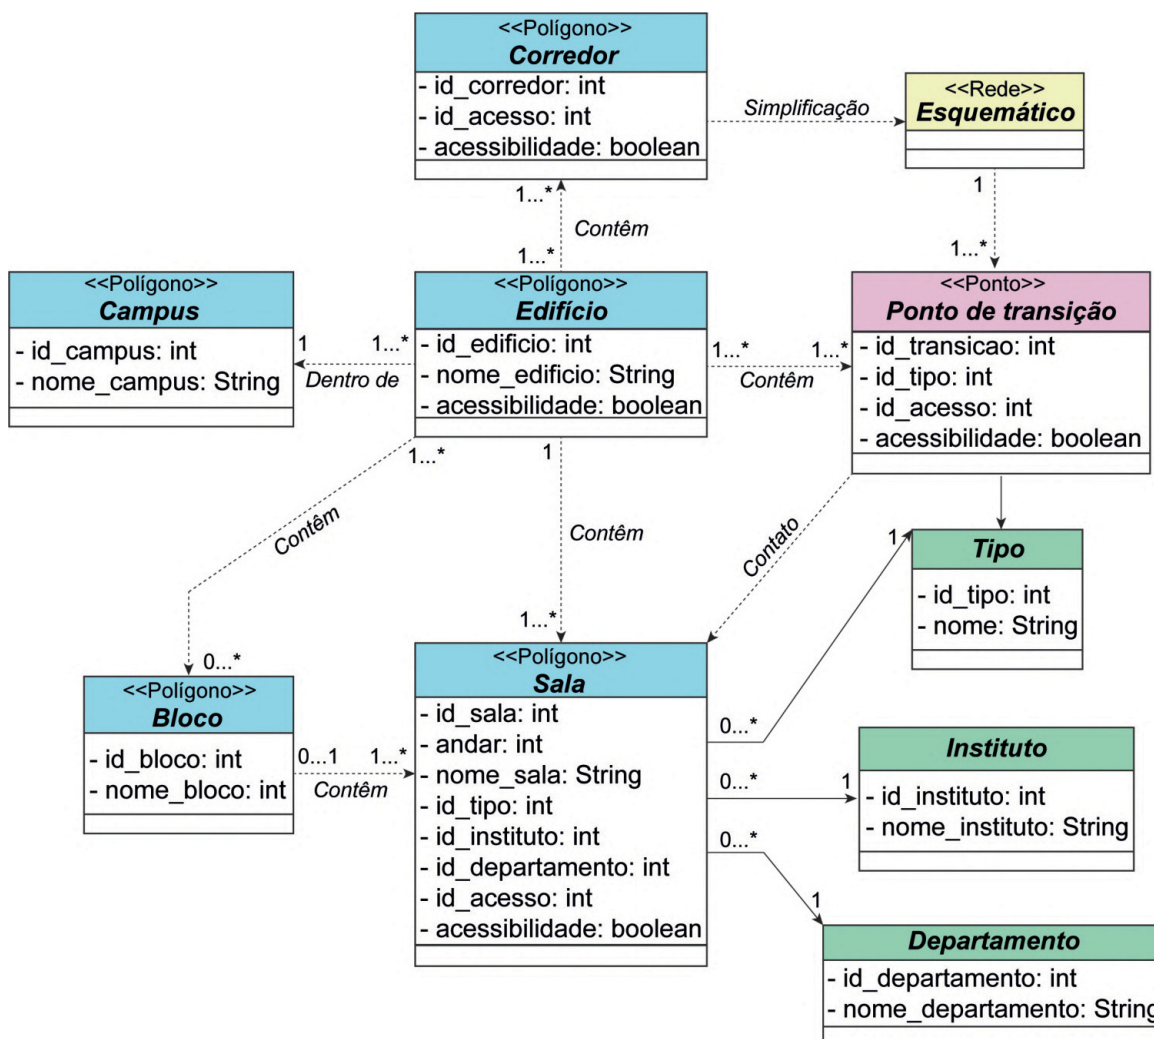 <<Polígono>>
Corredor
- id_corredor: int
- id_acesso: int
- acessibilidade: boolean
Simplificação
<<Rede>>
Esquemático
1...*
Contêm
1...*
1
1...*
<<Polígono>>
Campus
- id_campus: int
- nome_campus: String
1
1...*
Dentro de
<<Polígono>>
Edifício
- id_edificio: int
- nome_edificio: String
- acessibilidade: boolean
1...*
1...*
Contêm
<<Ponto>>
Ponto de transição
- id_transicao: int
- id_tipo: int
- id_acesso: int
- acessibilidade: boolean
1...*
Contêm
0...*
1
Contêm
1...*
Contato
1
Tipo
- id_tipo: int
- nome: String
<<Polígono>>
Bloco
- id_bloco: int
- nome_bloco: int
0...1
1...*
Contêm
<<Polígono>>
Sala
- id_sala: int
- andar: int
- nome_sala: String
- id_tipo: int
- id_instituto: int
- id_departamento: int
- id_acesso: int
- acessibilidade: boolean
0...*
0...*
1
0...*
1
Instituto
- id_instituto: int
- nome_instituto: String
Departamento
- id_departamento: int
- nome_departamento: String